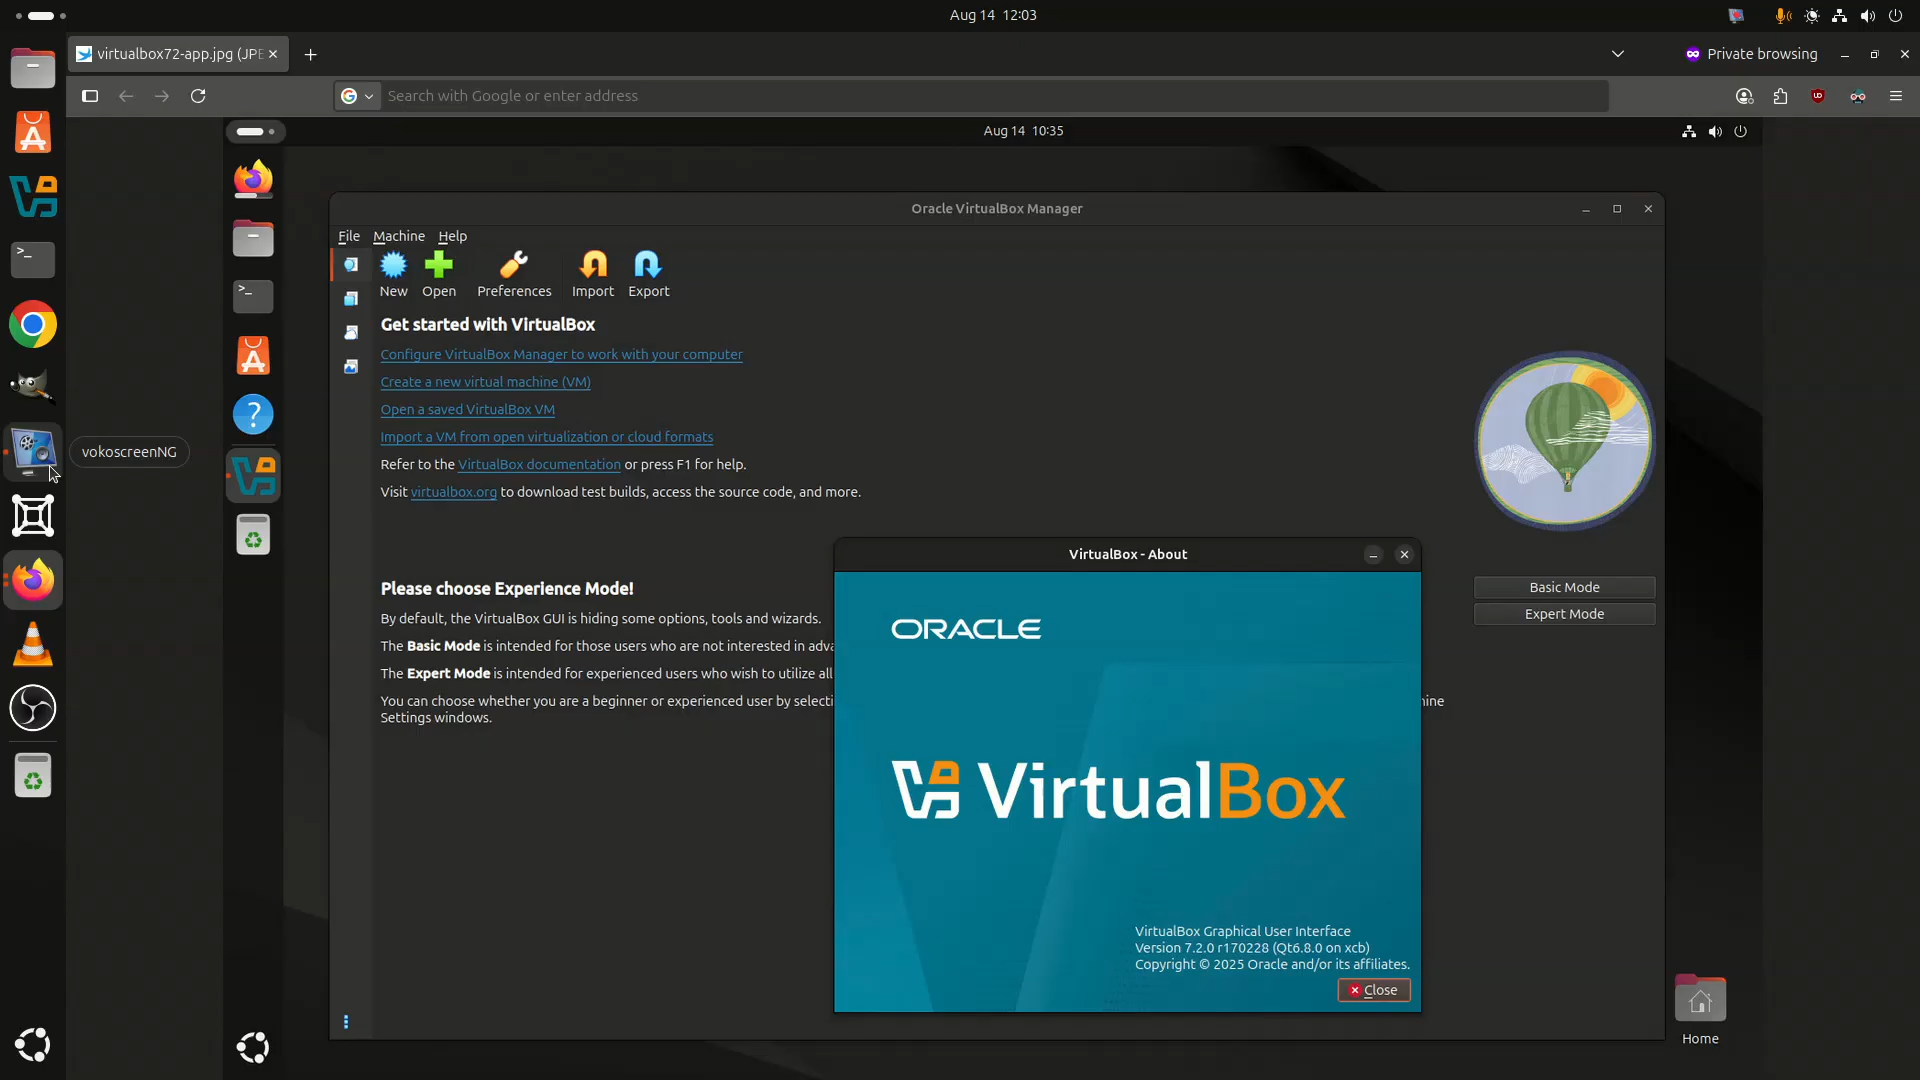 Aug 14 12:03
virtualbox72-app.jpg (JPE
Private browsing
Search with Google or enter address
Aug 14 10:35
Oracle VirtualBox Manager
File Machine Help
New Open Preferences Import Export
Get started with VirtualBox
Configure VirtualBox Manager to work with your computer
Create a new virtual machine (VM)
Open a saved VirtualBox VM
Import a VM from open virtualization or cloud formats
vokoscreenNG
Refer to the VirtualBox documentation or press F1 for help.
Visit virtualbox.org to download test builds, access the source code, and more.
Please choose Experience Mode!
By default, the VirtualBox GUI is hiding some options, tools and wizards.
The Basic Mode is intended for those users who are not interested in adva
The Expert Mode is intended for experienced users who wish to utilize all
You can choose whether you are a beginner or experienced user by selecti
hine
Settings windows.
Basic Mode
Expert Mode
VirtualBox - About
ORACLE
VirtualBox
VirtualBox Graphical User Interface
Version 7.2.0 r170228 (Qt6.8.0 on xcb)
Copyright © 2025 Oracle and/or its affiliates.
Close
Home